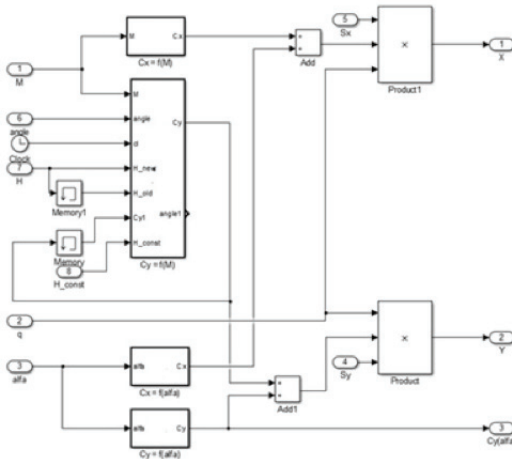 5
Sx
M
Cx
Cx = f(M)
+
+
Add
×
Product1
1
X
1
M
6
angle
Clock
7
H
M
angle
cl
H_new
H_old
Cy1
H_const
Cy
angle1
Cy = f(M)
Memory1
Memory
8
H_const
2
q
×
Product
2
Y
3
alfa
alfa
Cx
Cx = f(alfa)
+
+
Add1
4
Sy
alfa
Cy
Cy = f(alfa)
3
Cy(alfa